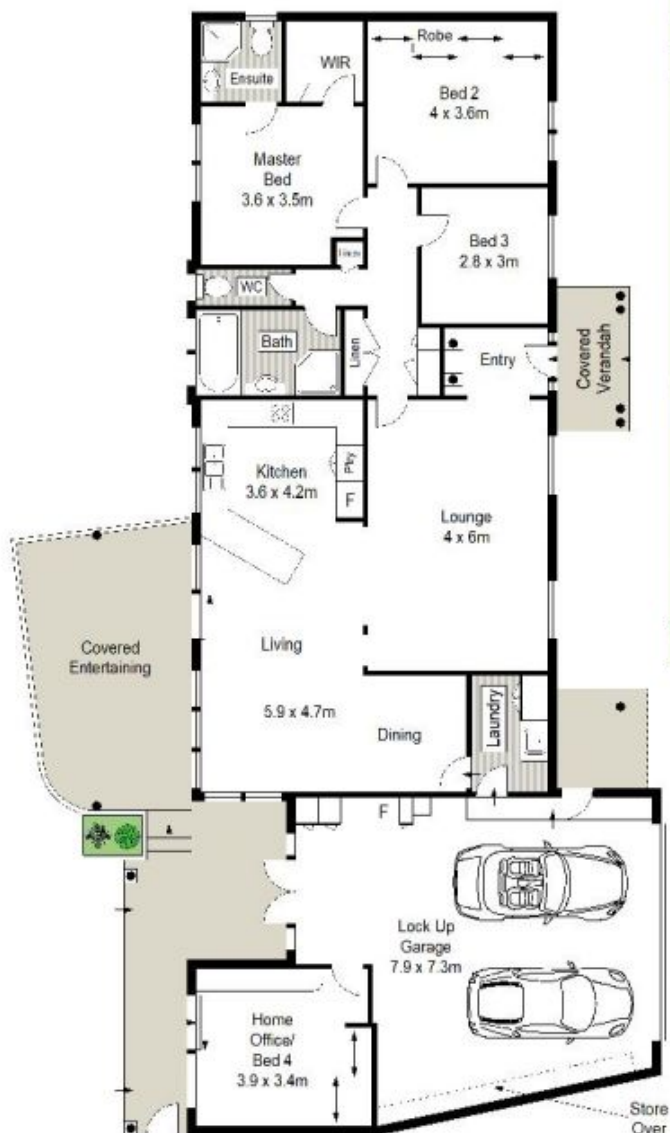 Robe
WIR
Ensuite
Bed 2
4 x 3.6m
Master
Bed
3.6 x 3.5m
Bed 3
2.8 x 3m
WC
Bath
Linen
Entry
Covered
Verandah
Kitchen
3.6 x 4.2m
Ptry
F
Lounge
4 x 6m
Covered
Entertaining
Living
5.9 x 4.7m
Dining
Laundry
F
Lock Up
Garage
7.9 x 7.3m
Home
Office/
Bed 4
3.9 x 3.4m
Store
Over